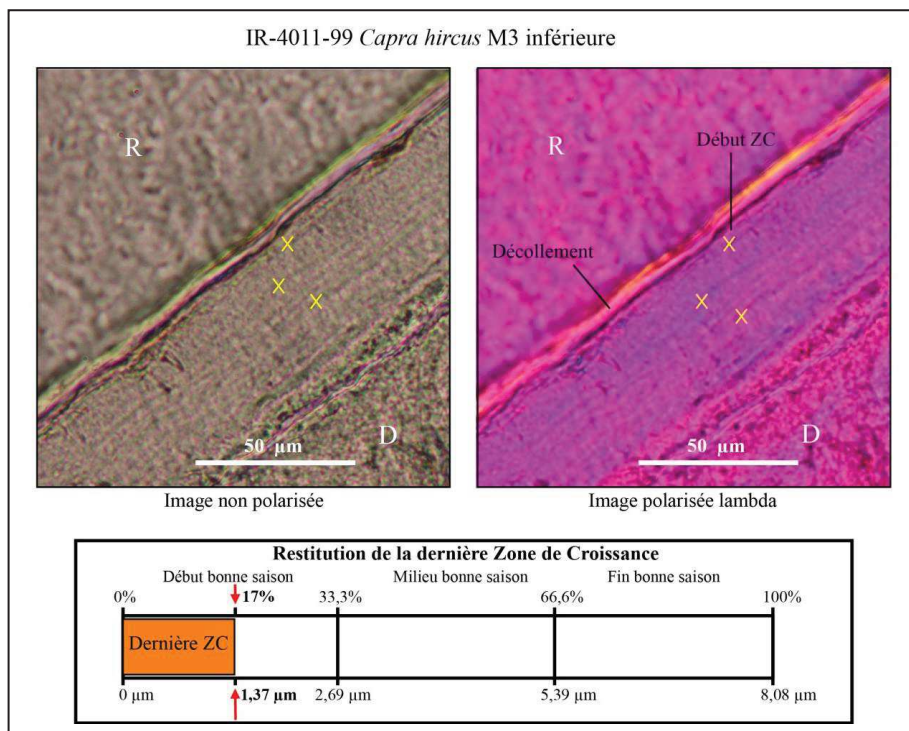 IR-4011-99 Capra hircus M3 inférieure
R
50 µm
D
Image non polarisée
R
Début ZC
Décollement
50 µm
D
Image polarisée lambda
Restitution de la dernière Zone de Croissance
Début bonne saison Milieu bonne saison Fin bonne saison
0% 17% 33,3% 66,6% 100%
Dernière ZC
0 µm 1,37 µm 2,69 µm 5,39 µm 8,08 µm